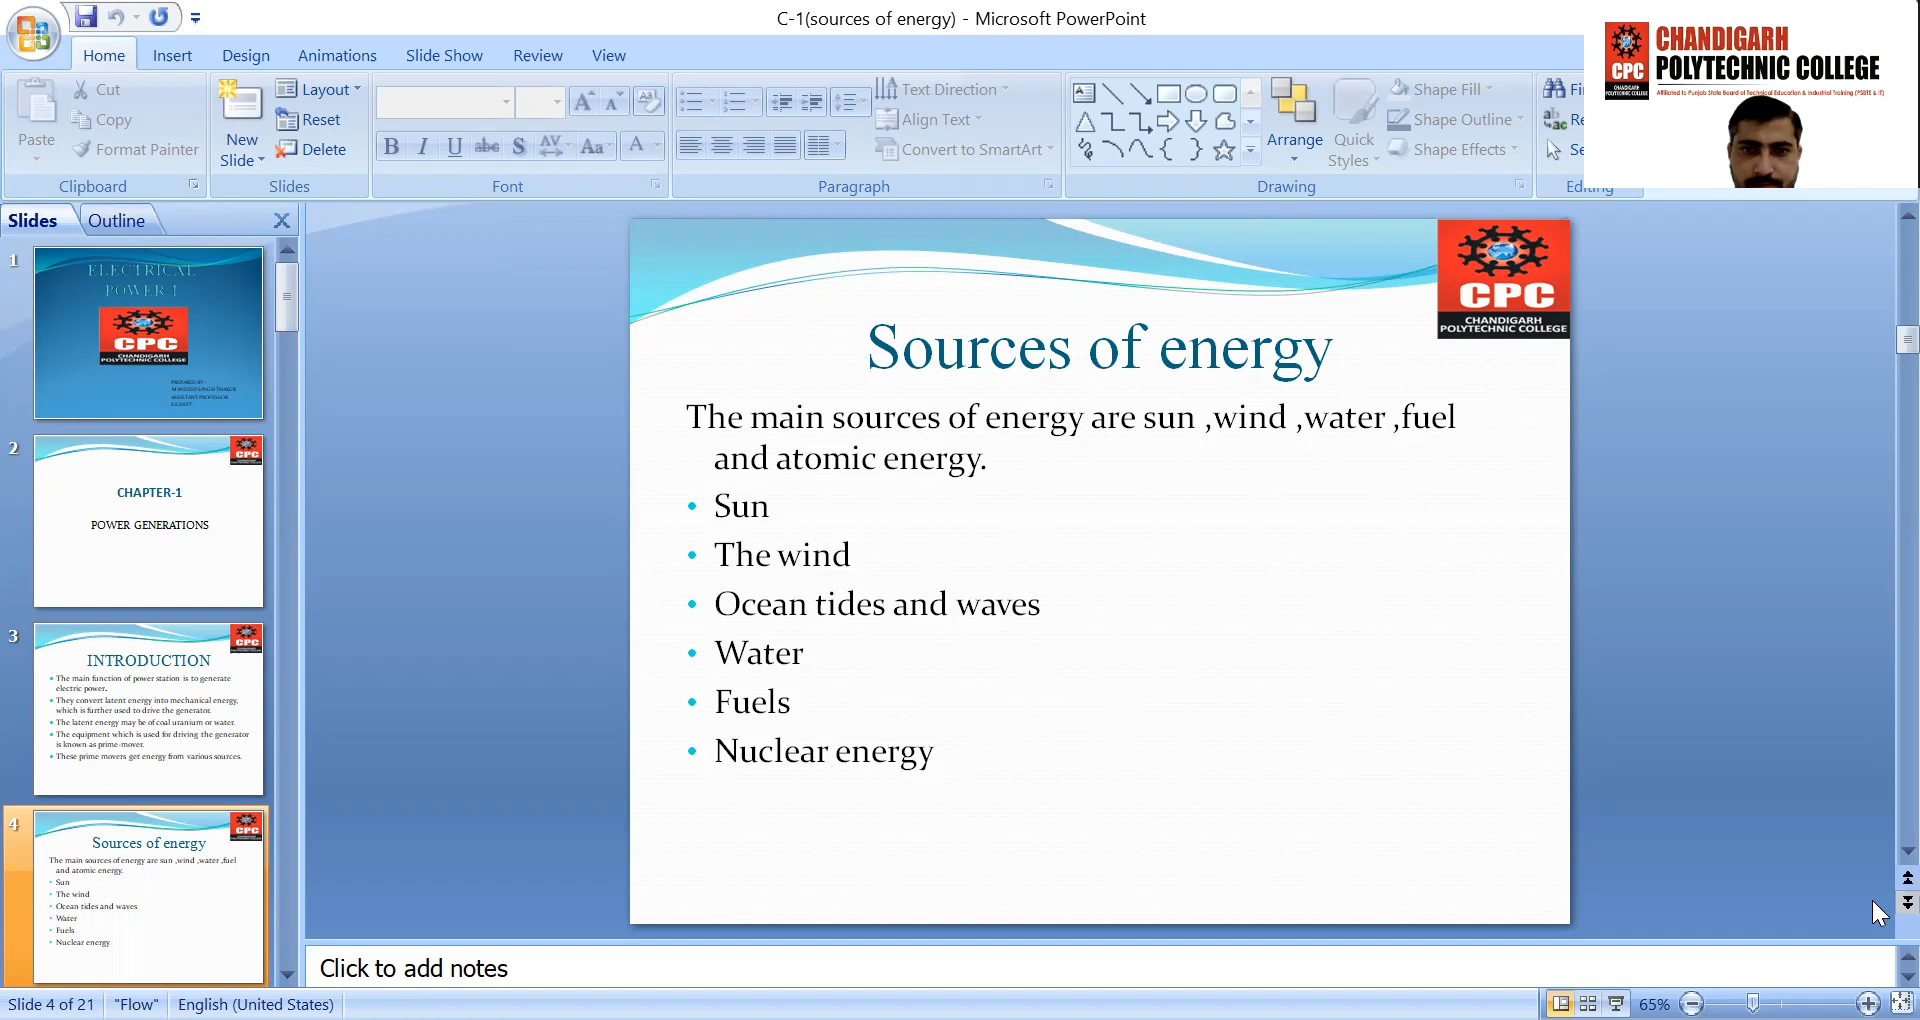 C-1(sources of energy) - Microsoft PowerPoint
Home Insert Design Animations Slide Show Review View
CHANDIGARH
POLYTECHNIC COLLEGE
CPC
CHANDIGARH
POLYTECHNIC COLLEGE
Affiliated to Punjab State Board of Technical Education & Industrial Training (PSBTE & IT)
Paste
Cut
Copy
Format Painter
Clipboard
New
Slide
Layout
Reset
Delete
Slides
B I U abc S AV Aa A
Font
Text Direction
Align Text
Convert to SmartArt
Paragraph
Arrange
Quick
Styles
Shape Fill
Shape Outline
Shape Effects
Drawing
Fi
Re
Se
Editing
Slides Outline
1
ELECTRICAL
POWER 1
CPC
CHANDIGARH
POLYTECHNIC COLLEGE
PREPARED BY-
ASSISTANT PROFESSOR
2
CPC
CHAPTER-1
POWER GENERATIONS
3
CPC
INTRODUCTION
• The main function of power station is to generate
electric power.
• They convert latent energy into mechanical energy,
which is further used to drive the generator.
• The latent energy may be of coal uranium or water.
• The equipment which is used for driving the generator
is known as prime-mover.
• These prime movers get energy from various sources.
4
CPC
Sources of energy
The main sources of energy are sun ,wind ,water ,fuel
and atomic energy.
• Sun
• The wind
• Ocean tides and waves
• Water
• Fuels
• Nuclear energy
CPC
CHANDIGARH
POLYTECHNIC COLLEGE
Sources of energy
The main sources of energy are sun ,wind ,water ,fuel
and atomic energy.
• Sun
• The wind
• Ocean tides and waves
• Water
• Fuels
• Nuclear energy
Click to add notes
Slide 4 of 21 "Flow" English (United States) 65%